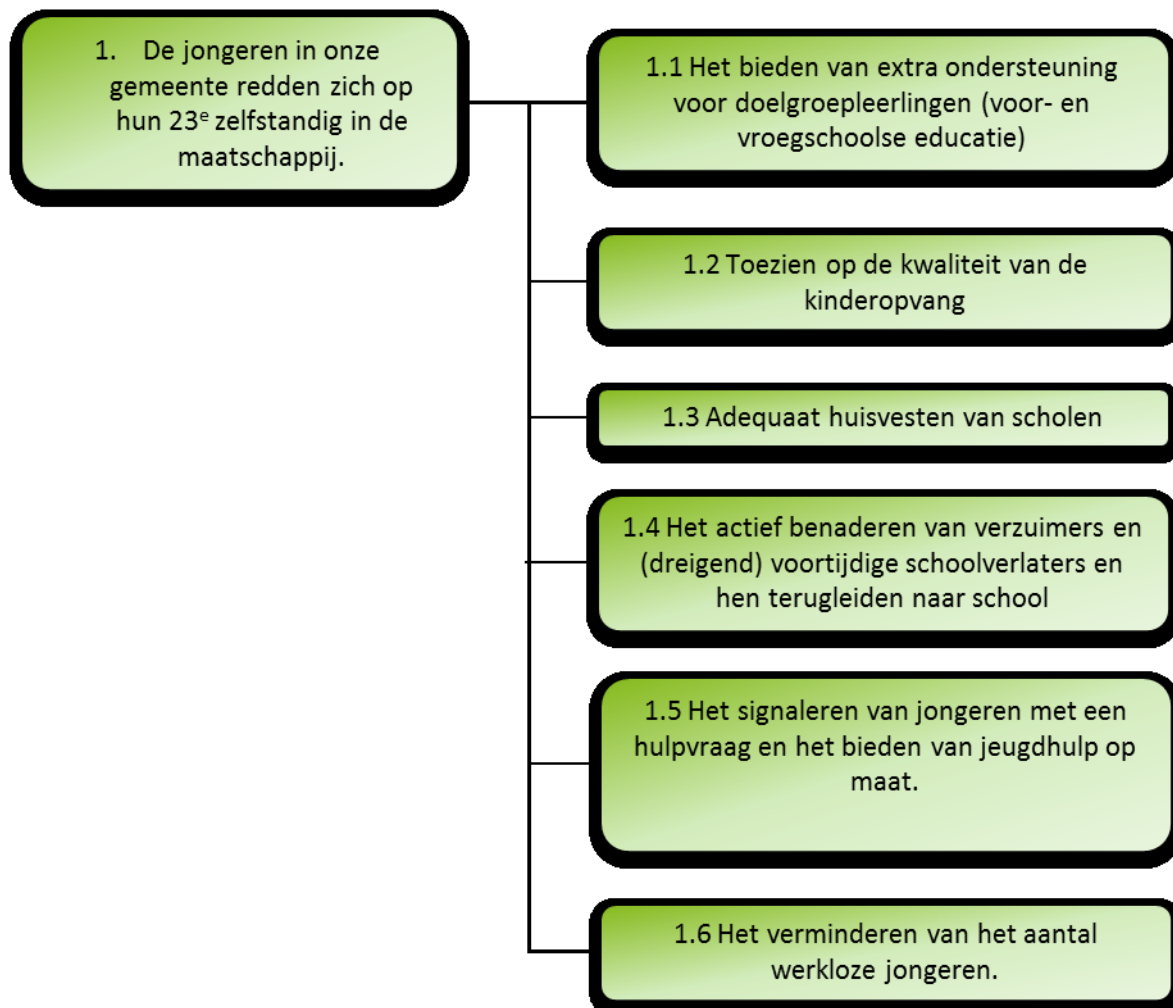 1. De jongeren in onze
gemeente redden zich op
hun 23e zelfstandig in de
maatschappij.
1.1 Het bieden van extra ondersteuning
voor doelgroepleerlingen (voor- en
vroegschoolse educatie)
1.2 Toezien op de kwaliteit van de
kinderopvang
1.3 Adequaat huisvesten van scholen
1.4 Het actief benaderen van verzuimers en
(dreigend) voortijdige schoolverlaters en
hen terugleiden naar school
1.5 Het signaleren van jongeren met een
hulpvraag en het bieden van jeugdhulp op
maat.
1.6 Het verminderen van het aantal
werkloze jongeren.